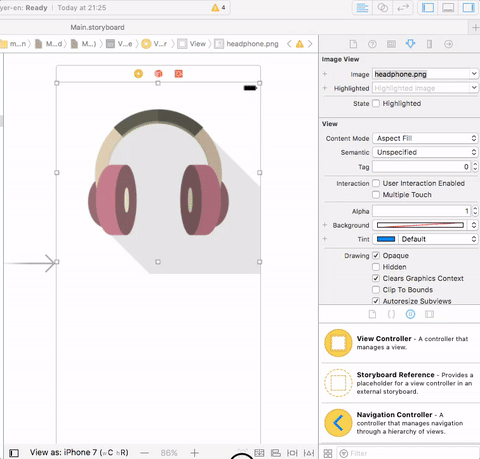 yer-en: Ready | Today at 21:25
4
Main.storyboard
m...n
M...d
M...)
V...e
V...r
View
headphone.png
Image View
Image headphone.png
Highlighted Highlighted Image
State Highlighted
View
Content Mode Aspect Fill
Semantic Unspecified
Tag 0
Interaction User Interaction Enabled
Multiple Touch
Alpha 1
Background
Tint Default
Drawing Opaque
Hidden
Clears Graphics Context
Clip To Bounds
Autoresize Subviews
View Controller - A controller that
manages a view.
Storyboard Reference - Provides a
placeholder for a view controller in an
external storyboard.
Navigation Controller - A
controller that manages navigation
through a hierarchy of views.
View as: iPhone 7 (wC hR)
86%
Filter